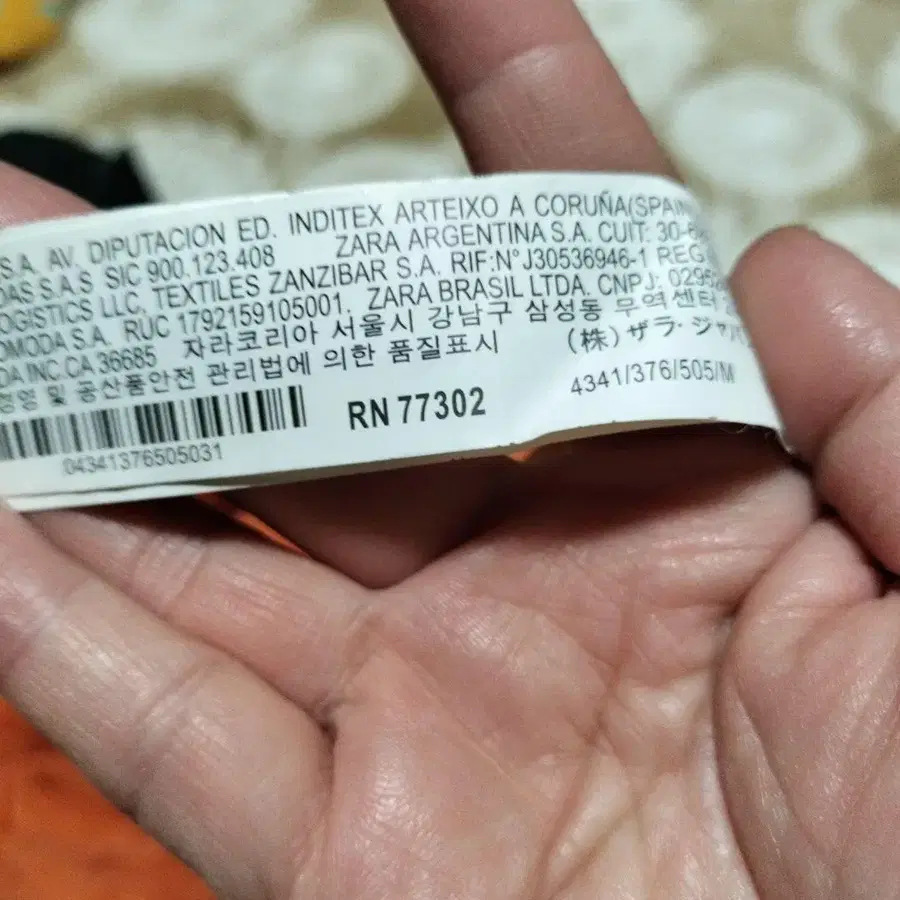 S.A. AV. DIPUTACION ED. INDITEX ARTEIXO A CORUÑA(SPAIN
DAS S.A.S SIC 900.123.408 ZARA ARGENTINA S.A. CUIT: 30-6
OGISTICS LLC, TEXTILES ZANZIBAR S.A. RIF:N°J30536946-1 REG
OMODA S.A. RUC 1792159105001, ZARA BRASIL LTDA. CNPJ: 0295
DA INC.CA 36685 자라코리아 서울시 강남구 삼성동 무역센터
경영 및 공산품안전 관리법에 의한 품질표시 (株)ザラ・ジャパ
04341376505031 RN 77302 4341/376/505/M